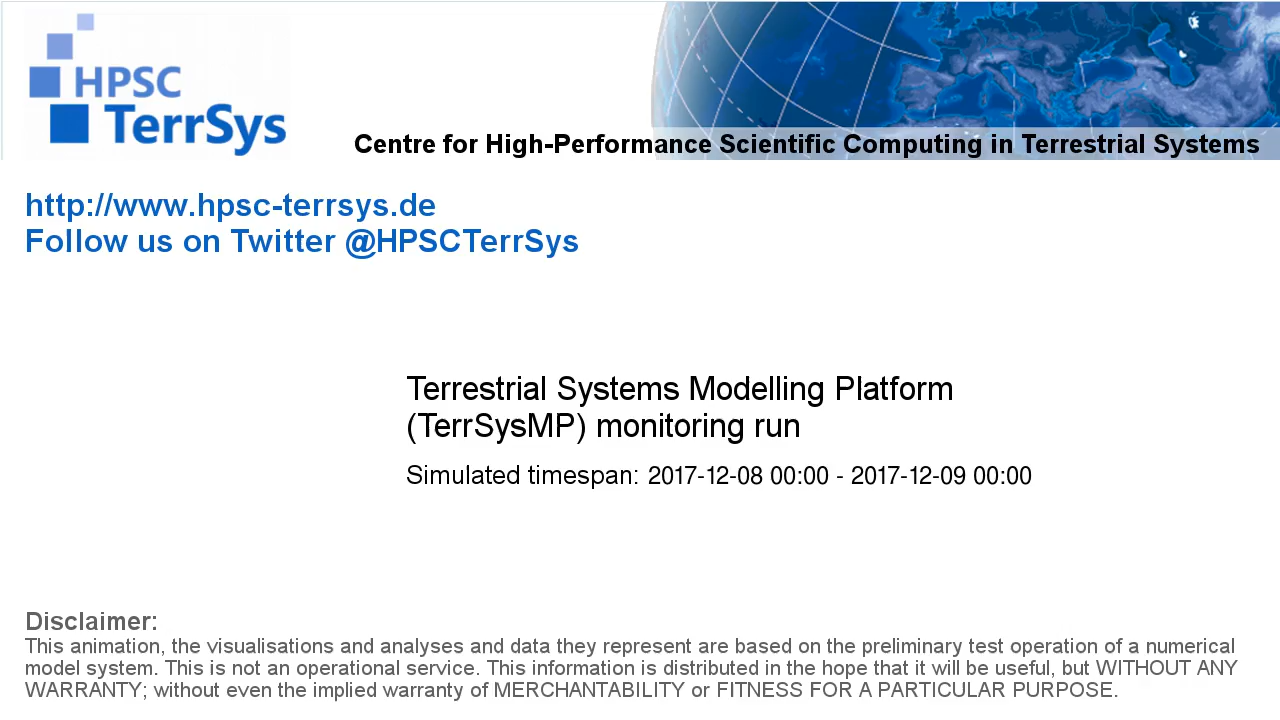 HPSC
TerrSys
Centre for High-Performance Scientific Computing in Terrestrial Systems
http://www.hpsc-terrsys.de
Follow us on Twitter @HPSCTerrSys
Terrestrial Systems Modelling Platform
(TerrSysMP) monitoring run
Simulated timespan: 2017-12-08 00:00 - 2017-12-09 00:00
Disclaimer:
This animation, the visualisations and analyses and data they represent are based on the preliminary test operation of a numerical
model system. This is not an operational service. This information is distributed in the hope that it will be useful, but WITHOUT ANY
WARRANTY; without even the implied warranty of MERCHANTABILITY or FITNESS FOR A PARTICULAR PURPOSE.